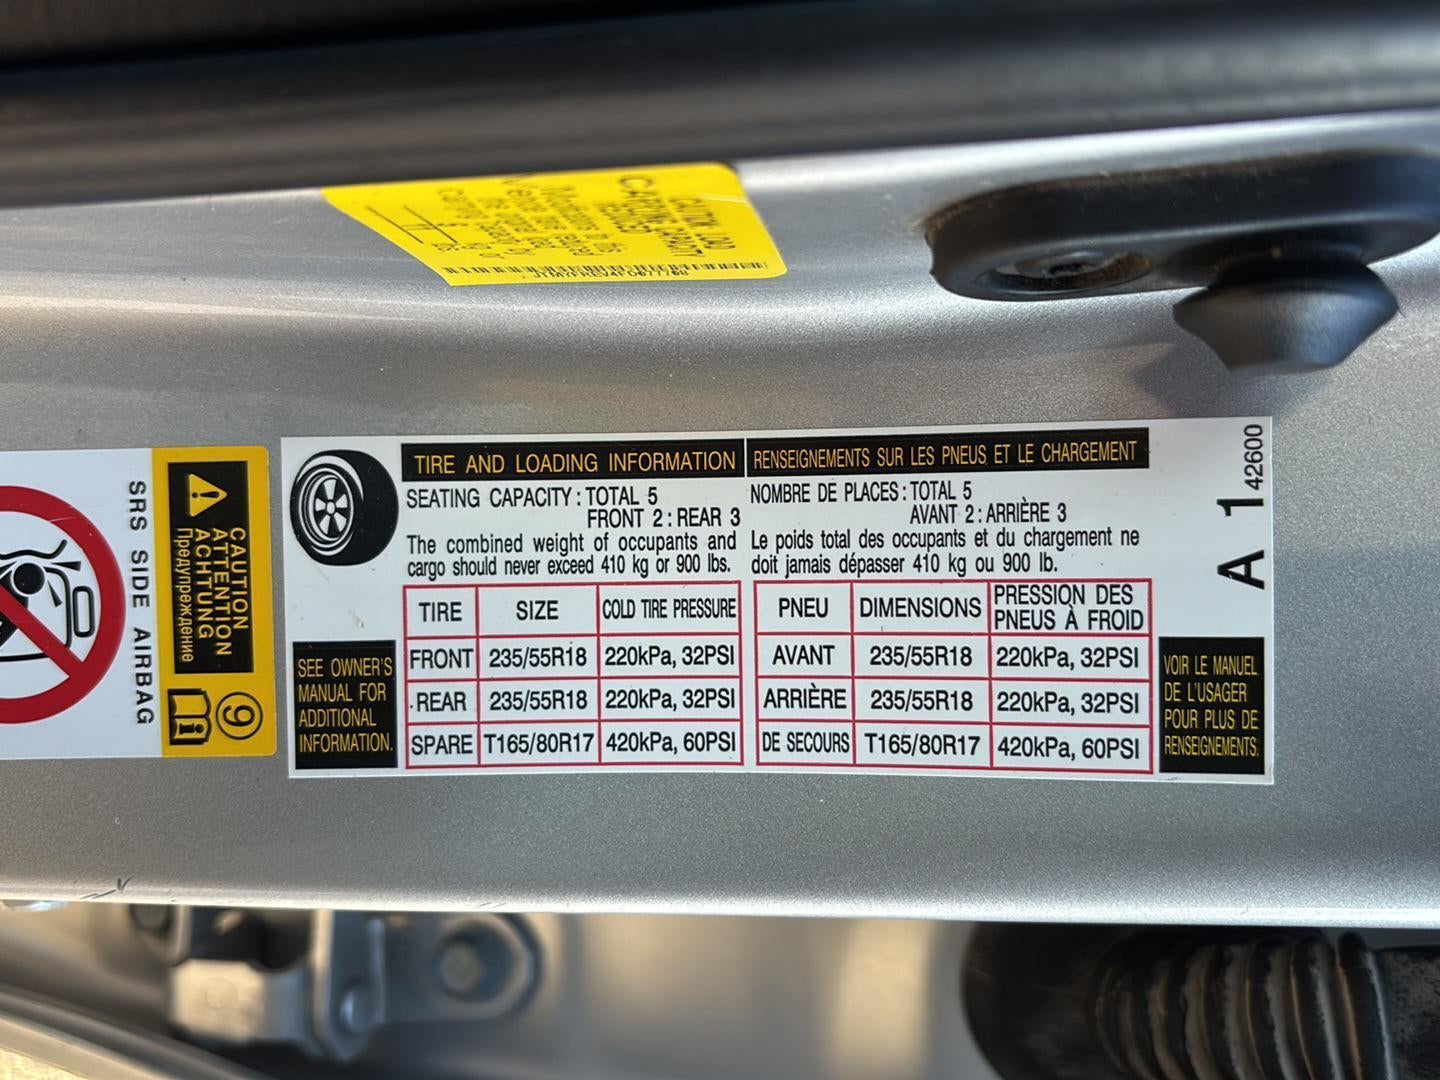 CAUTION LOAD
CARRYING CAPACITY
REDUCED
TIRE AND LOADING INFORMATION
SEATING CAPACITY : TOTAL 5
FRONT 2 : REAR 3
The combined weight of occupants and
cargo should never exceed 410 kg or 900 lbs.
TIRE SIZE COLD TIRE PRESSURE
FRONT 235/55R18 220kPa, 32PSI
REAR 235/55R18 220kPa, 32PSI
SPARE T165/80R17 420kPa, 60PSI
SEE OWNER'S
MANUAL FOR
ADDITIONAL
INFORMATION.
RENSEIGNEMENTS SUR LES PNEUS ET LE CHARGEMENT
NOMBRE DE PLACES : TOTAL 5
AVANT 2 : ARRIÈRE 3
Le poids total des occupants et du chargement ne
doit jamais dépasser 410 kg ou 900 lb.
PNEU DIMENSIONS PRESSION DES
PNEUS À FROID
AVANT 235/55R18 220kPa, 32PSI
ARRIÈRE 235/55R18 220kPa, 32PSI
DE SECOURS T165/80R17 420kPa, 60PSI
VOIR LE MANUEL
DE L'USAGER
POUR PLUS DE
RENSEIGNEMENTS.
A 1 42600
CAUTION
ATTENTION
ACHTUNG
Предупреждение
9
SRS SIDE AIRBAG